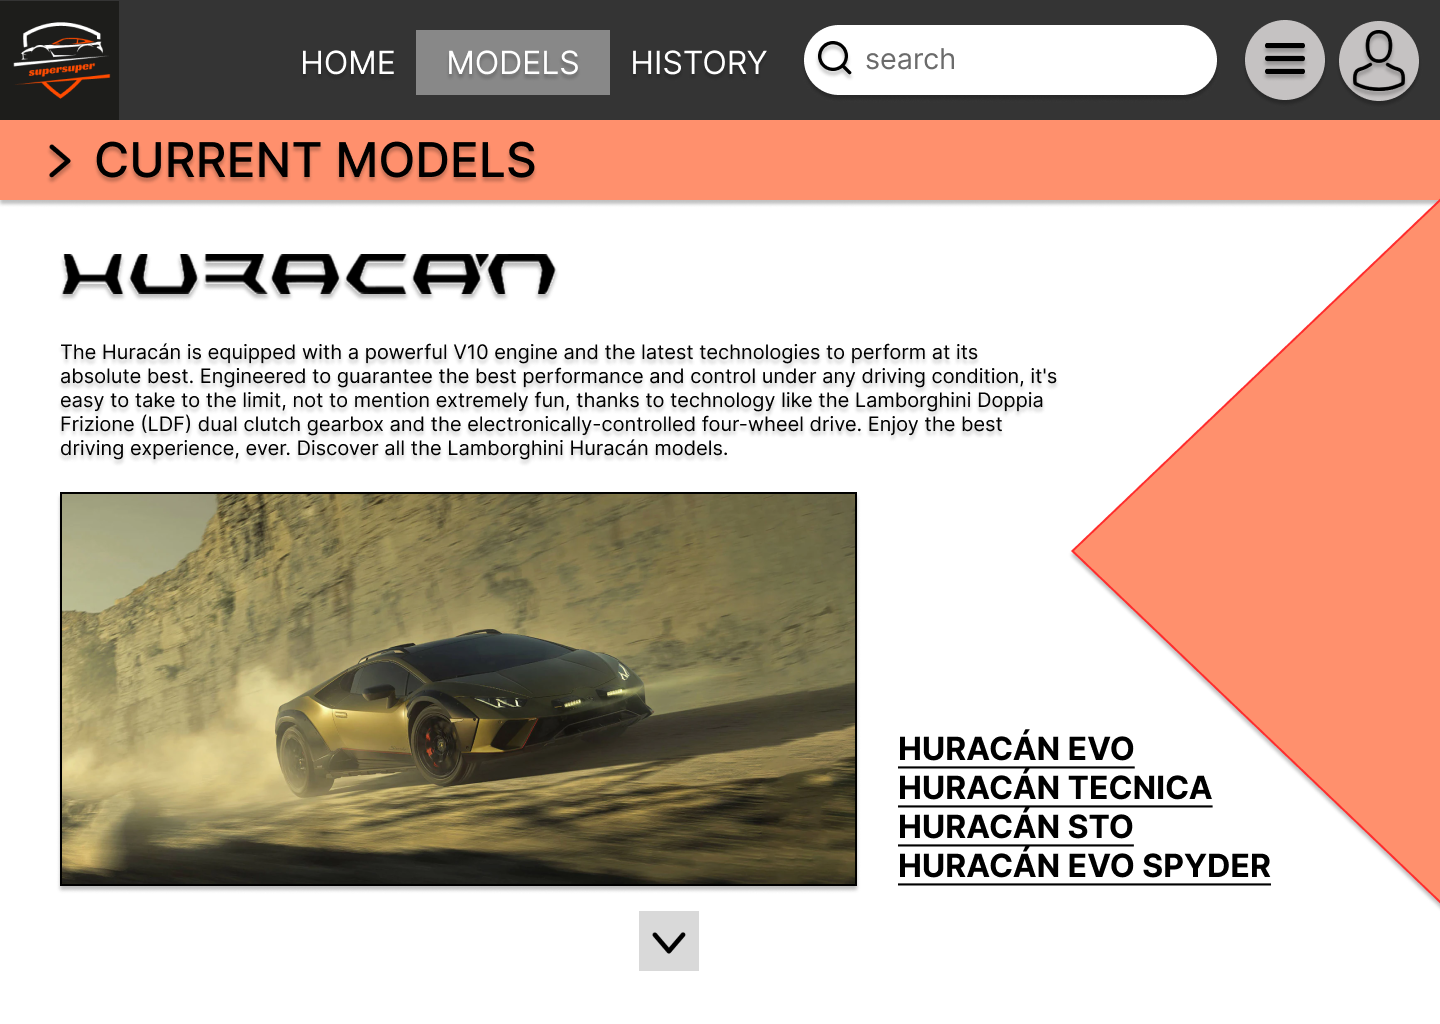 supersuper
HOME
MODELS
HISTORY
search
CURRENT MODELS
HURACÁN
The Huracán is equipped with a powerful V10 engine and the latest technologies to perform at its
absolute best. Engineered to guarantee the best performance and control under any driving condition, it's
easy to take to the limit, not to mention extremely fun, thanks to technology like the Lamborghini Doppia
Frizione (LDF) dual clutch gearbox and the electronically-controlled four-wheel drive. Enjoy the best
driving experience, ever. Discover all the Lamborghini Huracán models.
HURACÁN EVO
HURACÁN TECNICA
HURACÁN STO
HURACÁN EVO SPYDER